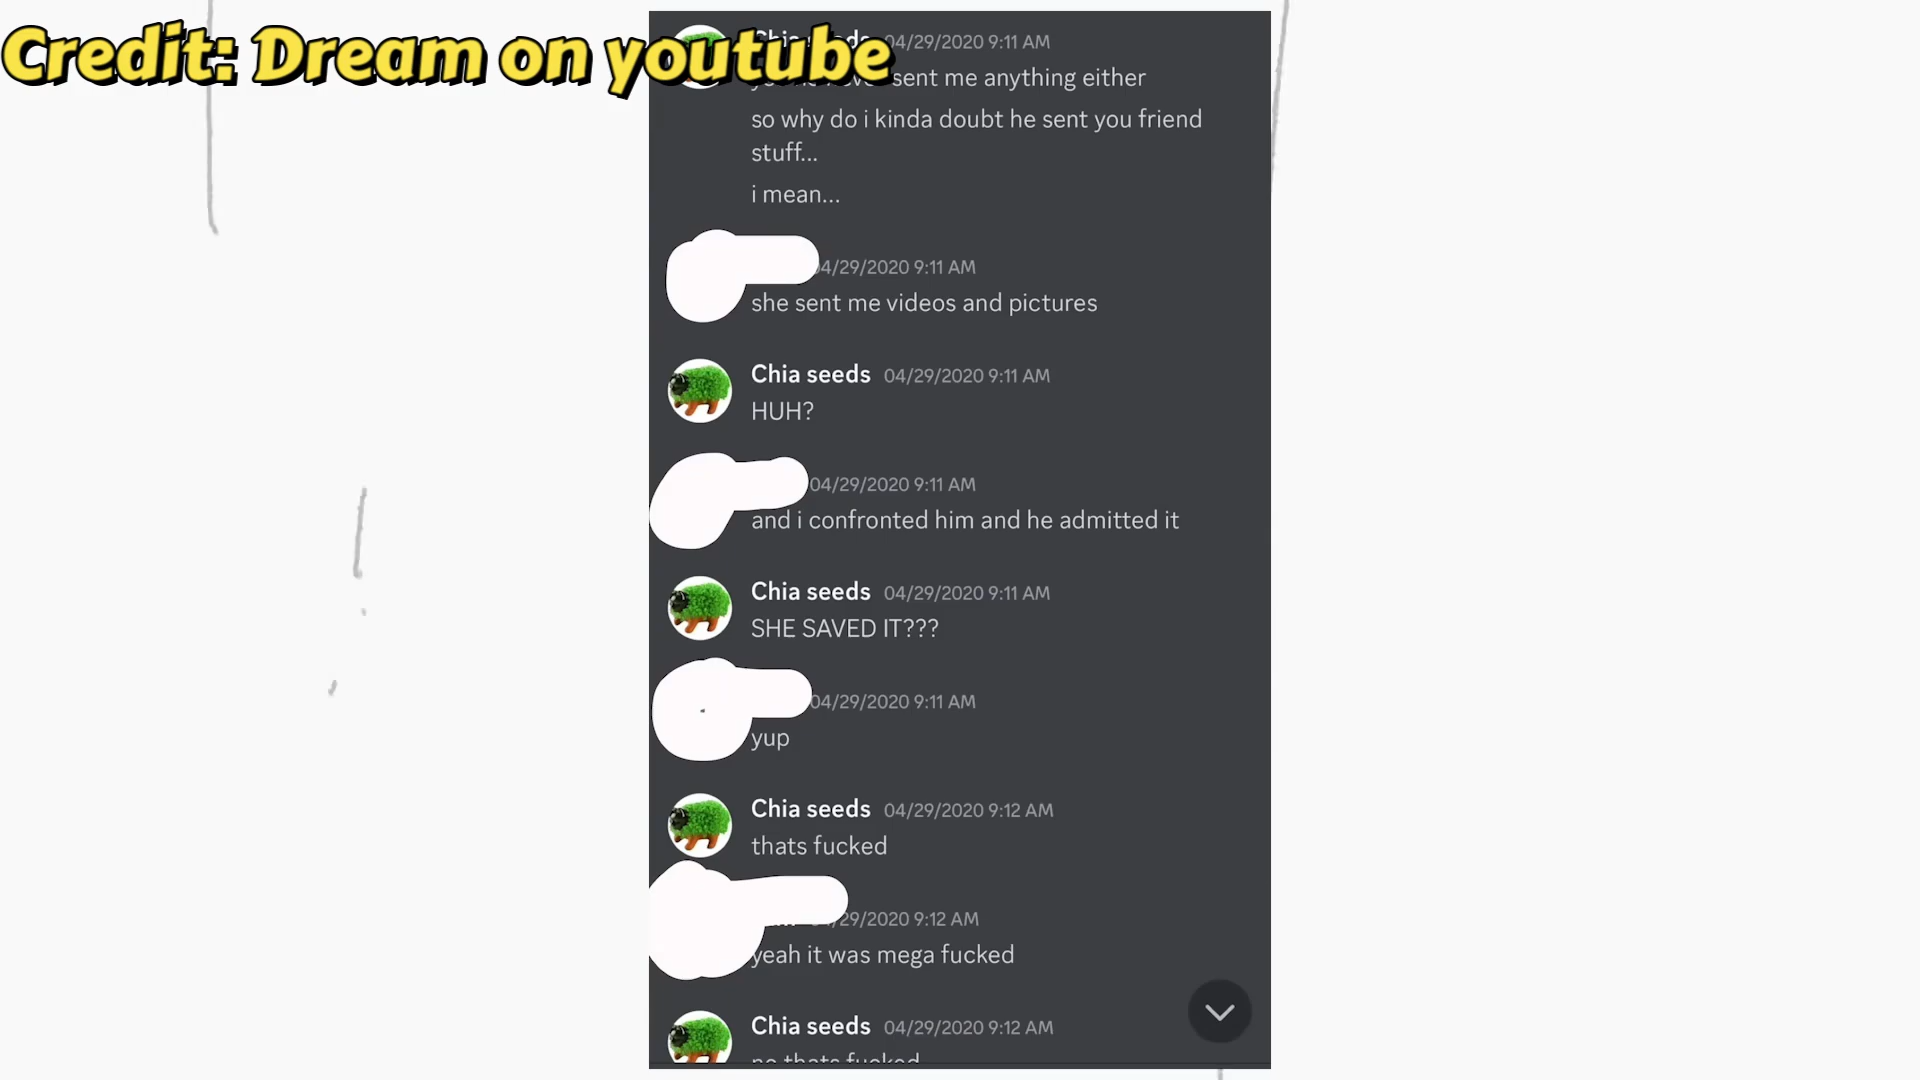 Credit: Dream on youtube
04/29/2020 9:11 AM
sent me anything either
so why do i kinda doubt he sent you friend
stuff...
i mean...
4/29/2020 9:11 AM
she sent me videos and pictures
Chia seeds 04/29/2020 9:11 AM
HUH?
04/29/2020 9:11 AM
and i confronted him and he admitted it
Chia seeds 04/29/2020 9:11 AM
SHE SAVED IT???
04/29/2020 9:11 AM
yup
Chia seeds 04/29/2020 9:12 AM
thats fucked
/29/2020 9:12 AM
yeah it was mega fucked
Chia seeds 04/29/2020 9:12 AM
no thats fucked